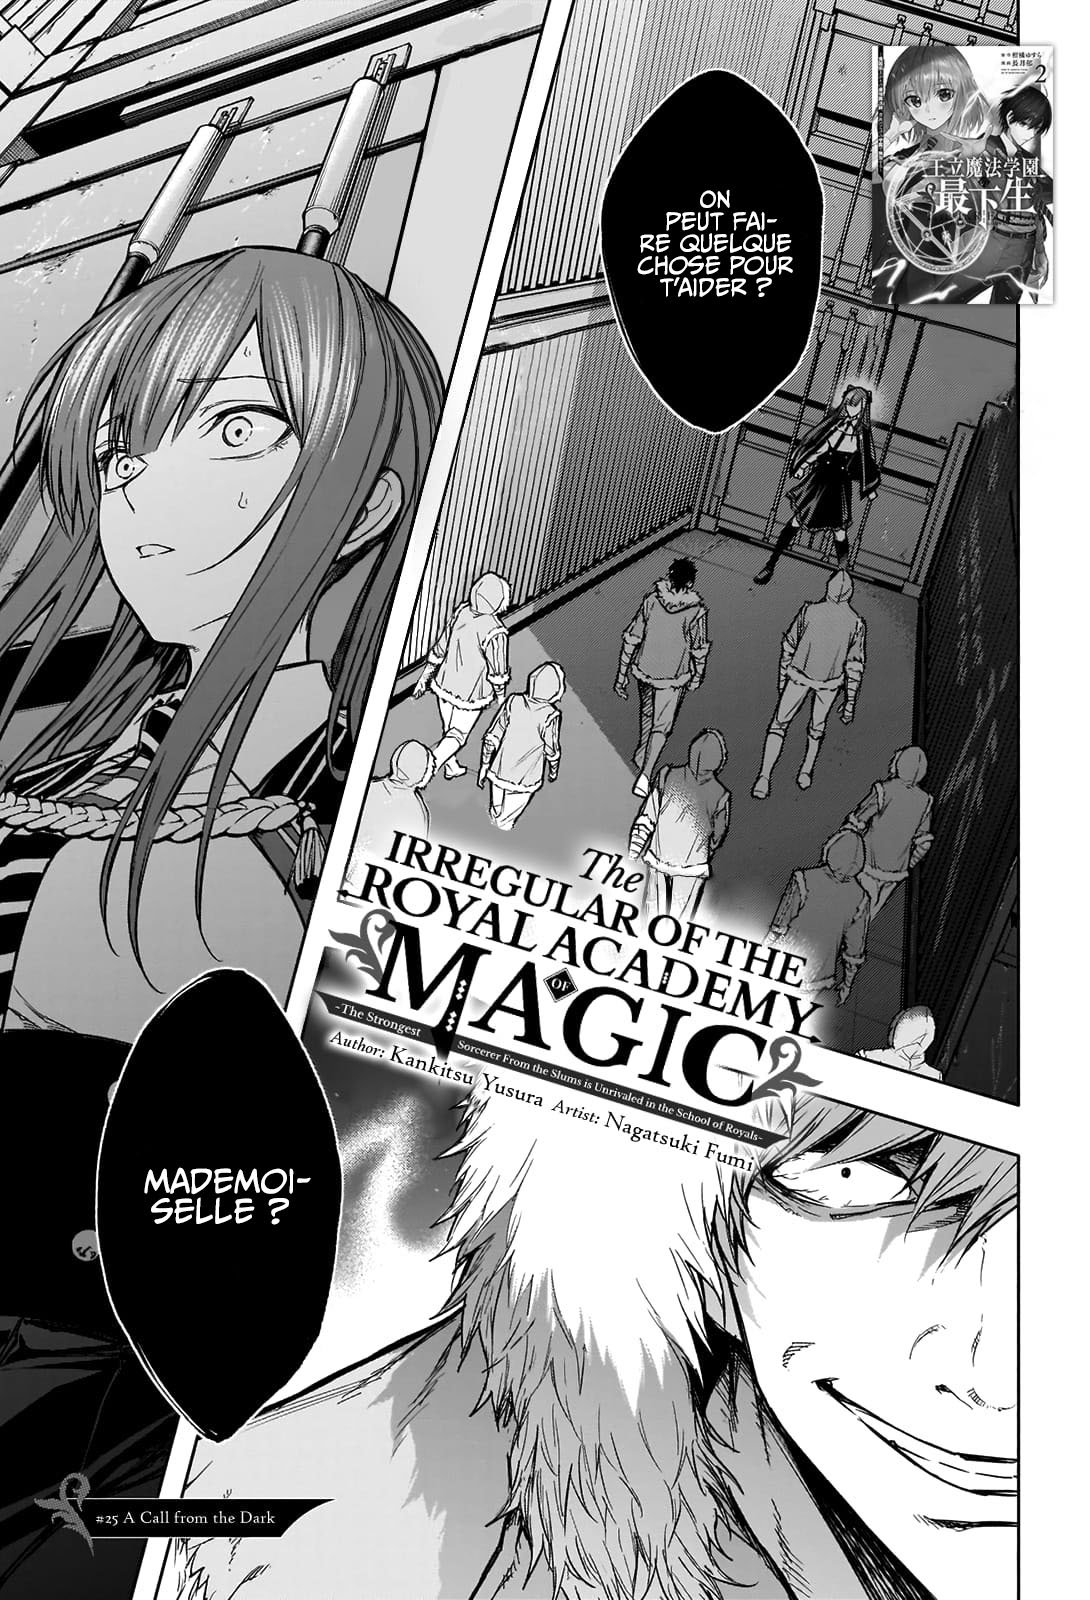 王立魔法学園
最下生
2
ON
PEUT FAI-
RE QUELQUE
CHOSE POUR
T'AIDER ?
The
IRREGULAR OF THE
ROYAL ACADEMY
OF
MAGIC
-The Strongest Sorcerer From the Slums is Unrivaled in the School of Royals-
Author: Kankitsu Yusura Artist: Nagatsuki Fumi
MADEMOI-
SELLE ?
#25 A Call from the Dark